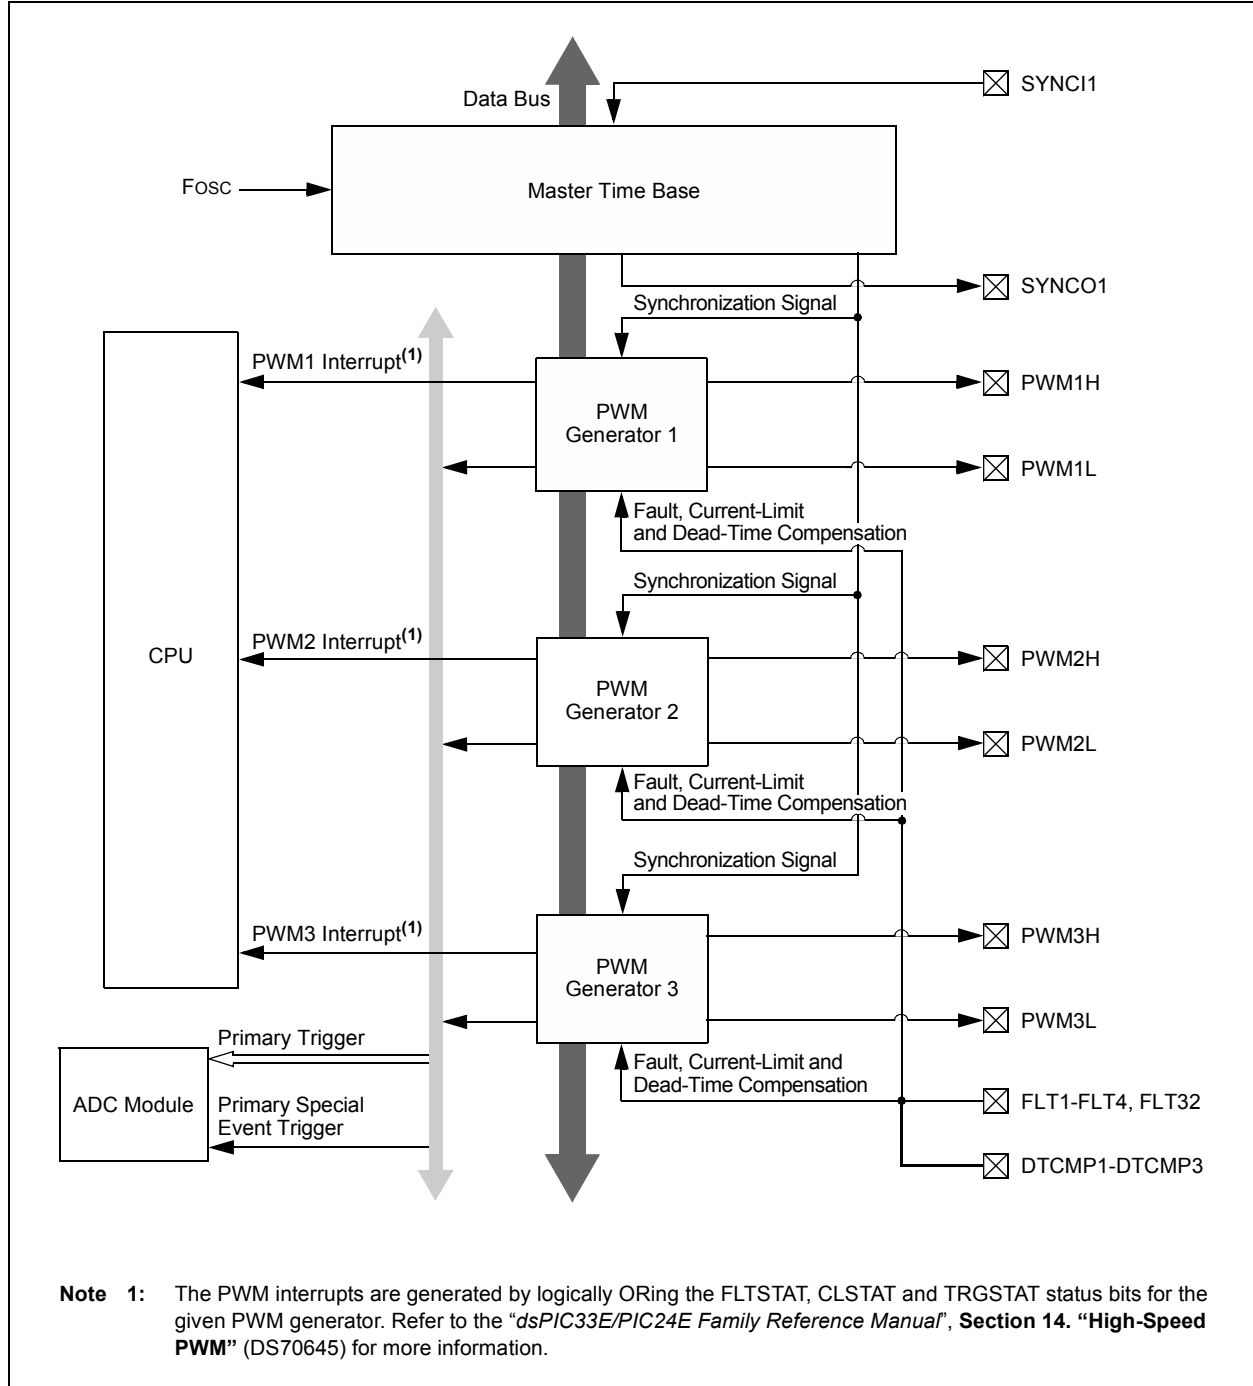 SYNCI1
Data Bus
Master Time Base
FOSC
SYNCO1
Synchronization Signal
PWM1 Interrupt(1)
PWM1H
PWM
Generator 1
PWM1L
Fault, Current-Limit
and Dead-Time Compensation
Synchronization Signal
PWM2 Interrupt(1)
CPU
PWM2H
PWM
Generator 2
PWM2L
Fault, Current-Limit
and Dead-Time Compensation
Synchronization Signal
PWM3 Interrupt(1)
PWM3H
PWM
Generator 3
PWM3L
Primary Trigger
Fault, Current-Limit and
Dead-Time Compensation
ADC Module
Primary Special
Event Trigger
FLT1-FLT4, FLT32
DTCMP1-DTCMP3
Note 1: The PWM interrupts are generated by logically ORing the FLTSTAT, CLSTAT and TRGSTAT status bits for the
given PWM generator. Refer to the “dsPIC33E/PIC24E Family Reference Manual”, Section 14. “High-Speed
PWM” (DS70645) for more information.